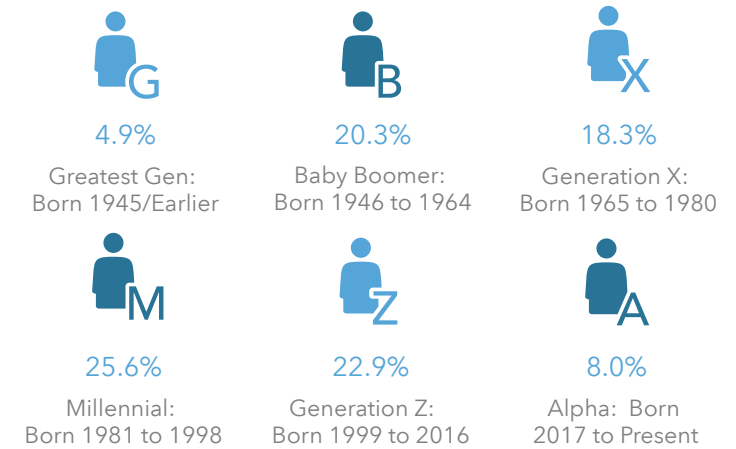 G
B
X
4.9%
20.3%
18.3%
Greatest Gen:
Born 1945/Earlier
Baby Boomer:
Born 1946 to 1964
Generation X:
Born 1965 to 1980
M
Z
A
25.6%
22.9%
8.0%
Millennial:
Born 1981 to 1998
Generation Z:
Born 1999 to 2016
Alpha:  Born
2017 to Present